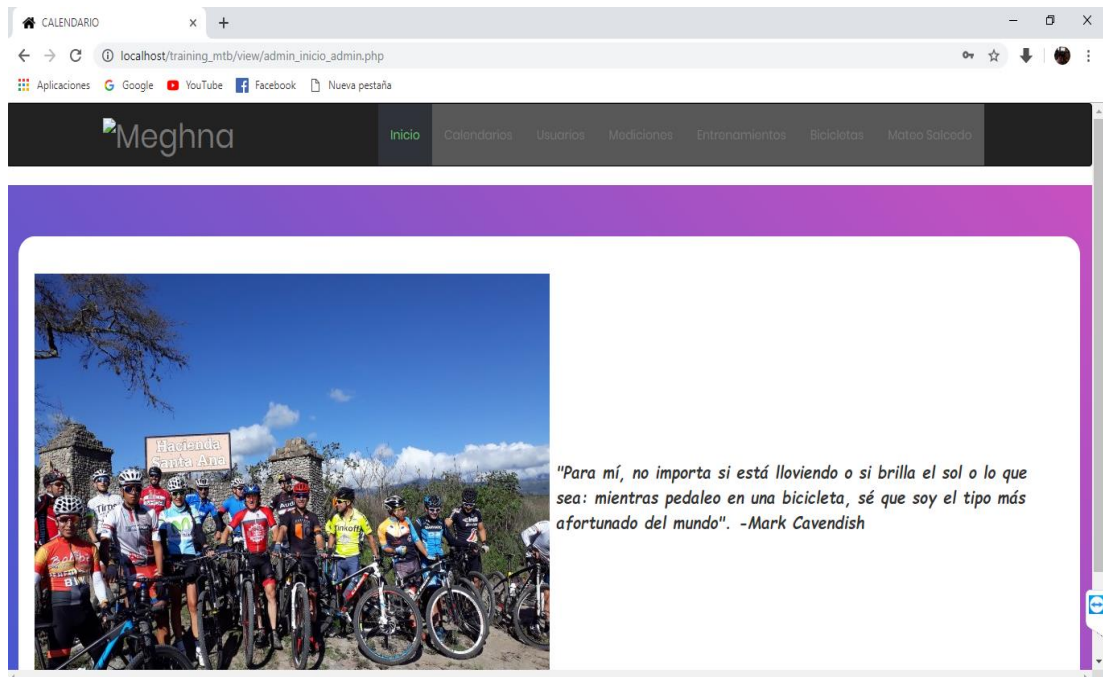 CALENDARIO
localhost/training_mtb/view/admin_inicio_admin.php
Aplicaciones Google YouTube Facebook Nueva pestaña
Meghna Inicio Calendarios Usuarios Mediciones Entrenamientos Bicicletas Mateo Salcedo
Hacienda
Santa Ana
Audi
Tinkoff
"Para mí, no importa si está lloviendo o si brilla el sol o lo que
sea: mientras pedaleo en una bicicleta, sé que soy el tipo más
afortunado del mundo". -Mark Cavendish